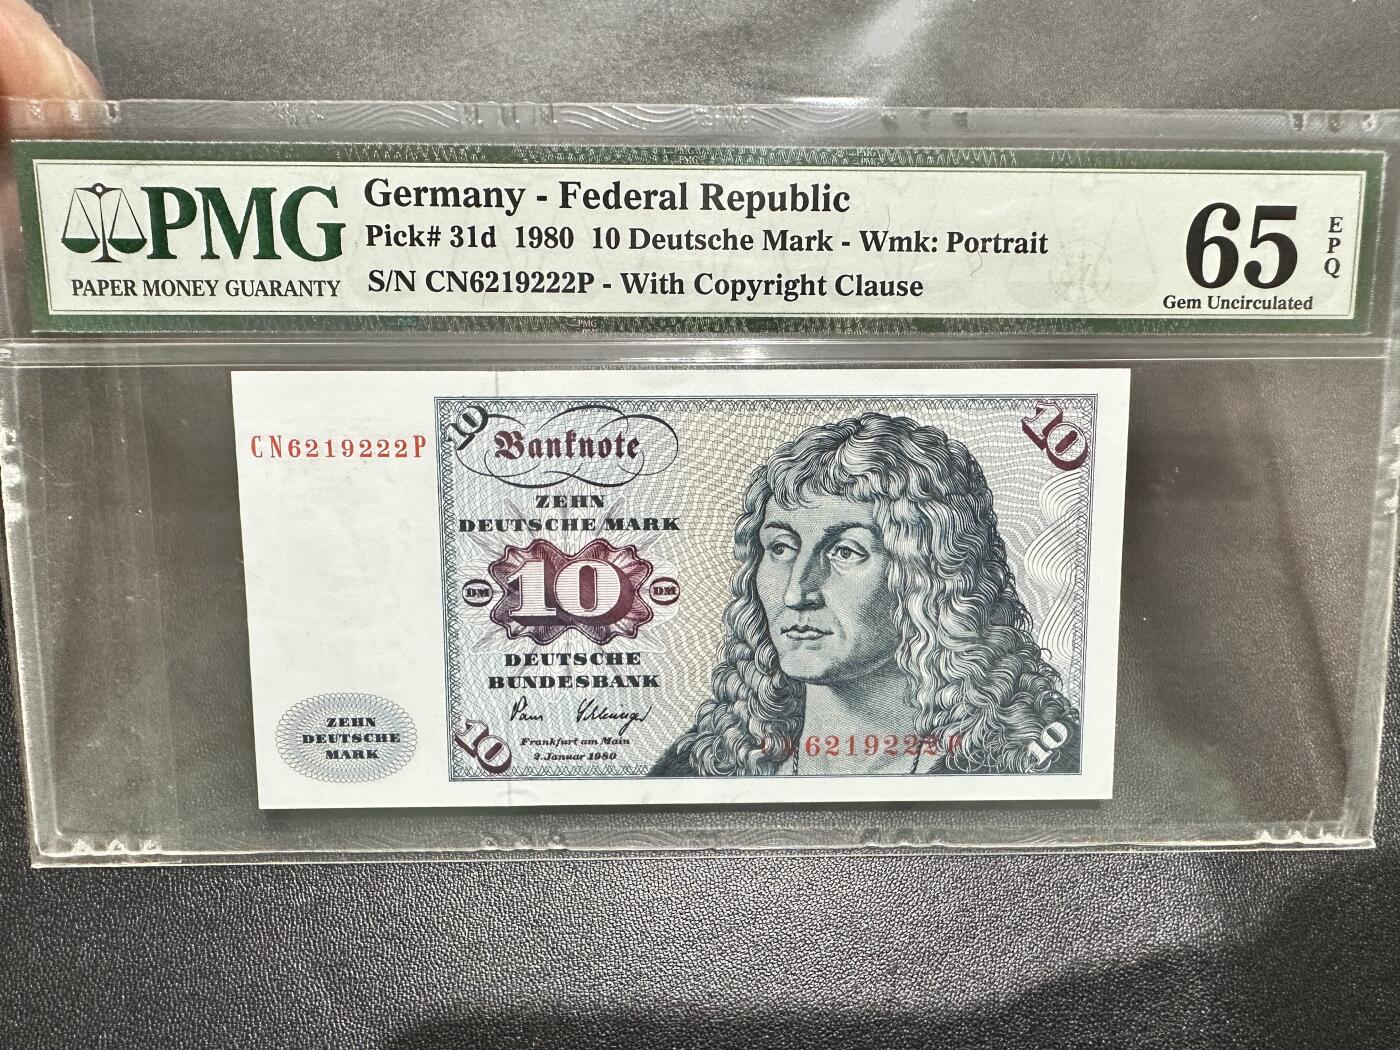 PMG
PAPER MONEY GUARANTY
Germany - Federal Republic
Pick# 31d 1980 10 Deutsche Mark - Wmk: Portrait
S/N CN6219222P - With Copyright Clause
65
EPQ
Gem Uncirculated
CN6219222P
10
Banknote
10
ZEHN
DEUTSCHE MARK
DM
10
DM
DEUTSCHE
BUNDESBANK
Frankfurt am Main
2. Januar 1980
ZEHN
DEUTSCHE
MARK
10
CN6219222P
10